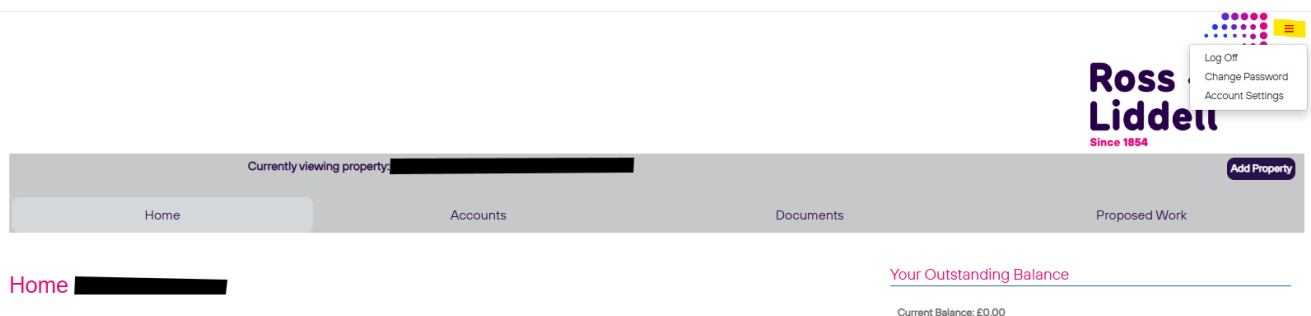 Log Off
Change Password
Account Settings
Ross
Liddell
Since 1854
Currently viewing property:
Add Property
Home
Accounts
Documents
Proposed Work
Home
Your Outstanding Balance
Current Balance: £0.00